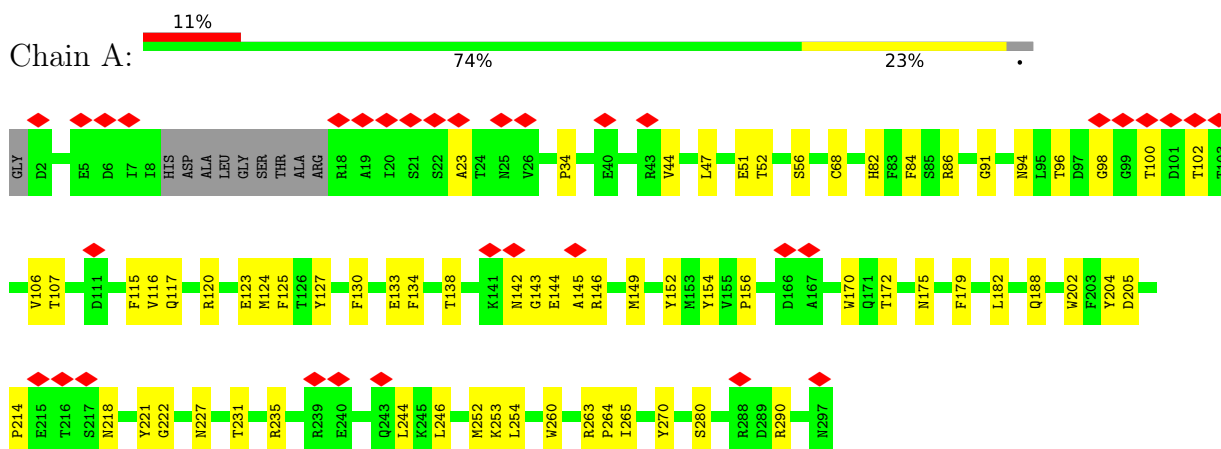 11%
Chain A:
74% 23% •
GLY D2 E5 D6 I7 I8 HIS ASP ALA LEU GLY SER THR ALA ARG R18 A19 I20 S21 S22 A23 T24 N25 V26 P34 E40 R43 V44 L47 E51 T52 S56 C68 H82 F83 F84 S85 R86 G91 N94 L95 T96 D97 G98 G99 T100 D101 T102 T103
V106 T107 D111 F115 V116 Q117 R120 E123 M124 F125 T126 Y127 F130 E133 F134 T138 K141 N142 G143 E144 A145 R146 M149 Y152 M153 Y154 V155 P156 D166 A167 W170 Q171 T172 N175 F179 L182 Q188 W202 F203 Y204 D205
P214 E215 T216 S217 N218 Y221 G222 N227 T231 R235 R239 E240 Q243 L244 K245 L246 M252 K253 L254 W260 R263 P264 I265 Y270 S280 R288 D289 R290 N297